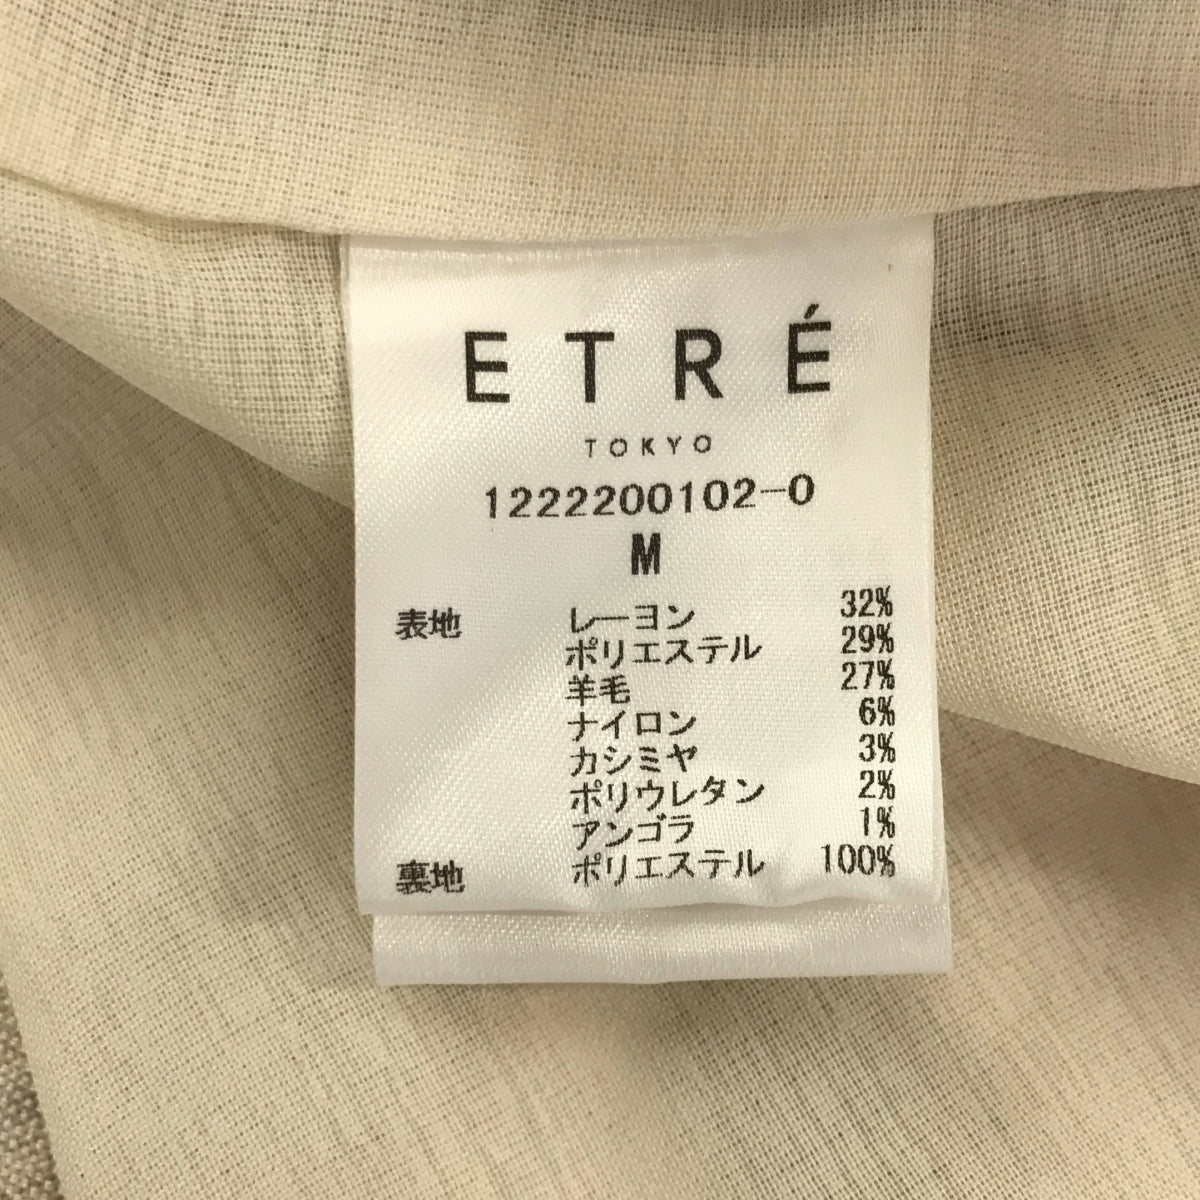 ETRÉ
TOKYO
1222200102-0
M
表地 レーヨン 32%
ポリエステル 29%
羊毛 27%
ナイロン 6%
カシミヤ 3%
ポリウレタン 2%
アンゴラ 1%
裏地 ポリエステル 100%